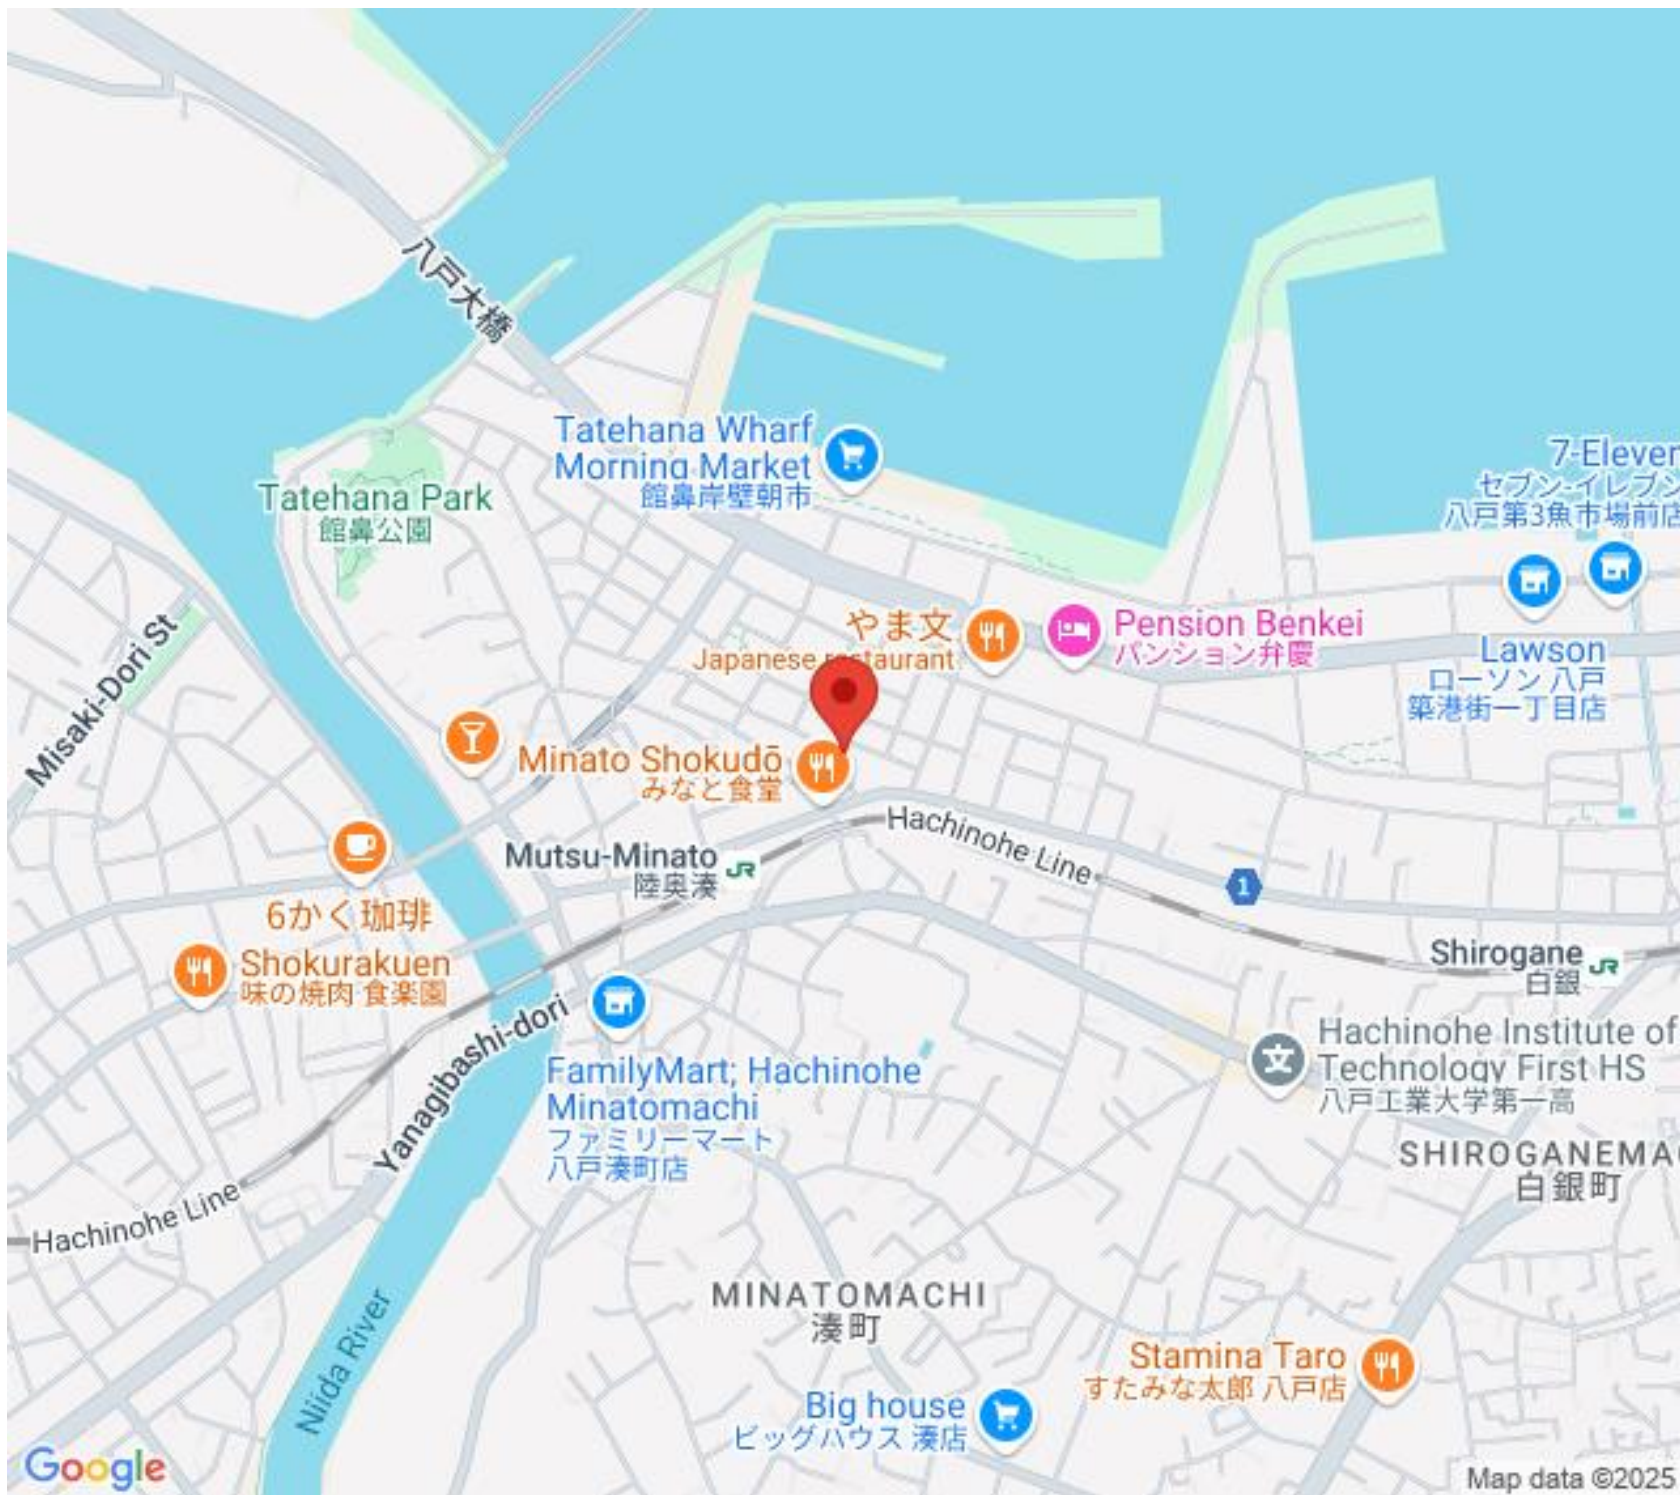 八戸大橋
Tatehana Wharf
Morning Market
館鼻岸壁朝市
7-Eleven
セブン-イレブン
八戸第3魚市場前店
Tatehana Park
館鼻公園
Misaki-Dori St
やま文
Japanese restaurant
Pension Benkei
パンション弁慶
Lawson
ローソン 八戸
築港街一丁目店
Minato Shokudō
みなと食堂
Hachinohe Line
Mutsu-Minato
陸奥湊
JR
1
6かく珈琲
Shokurakuen
味の焼肉 食楽園
Shirogane
白銀
JR
Yanagibashi-dori
FamilyMart; Hachinohe
Minatomachi
ファミリーマート
八戸湊町店
文
Hachinohe Institute of
Technology First HS
八戸工業大学第一高
SHIROGANEMAC
白銀町
Hachinohe Line
Niida River
MINATOMACHI
湊町
Stamina Taro
すたみな太郎 八戸店
Big house
ビッグハウス 湊店
Google
Map data ©2025